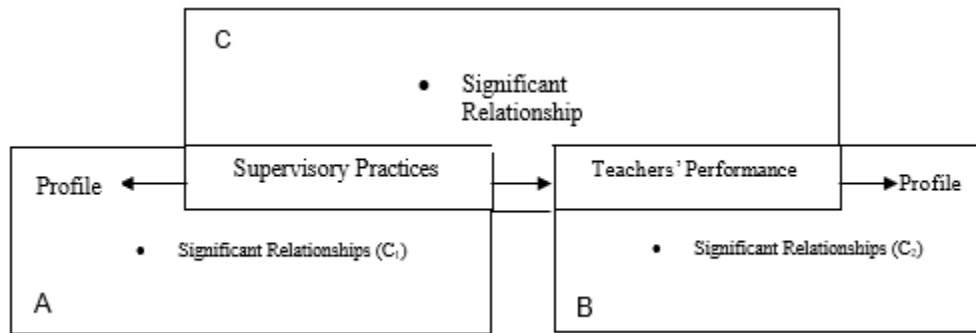 C
• Significant
Relationship
Supervisory Practices
Teachers’ Performance
Profile
Profile
• Significant Relationships (C₁)
• Significant Relationships (C₂)
A
B